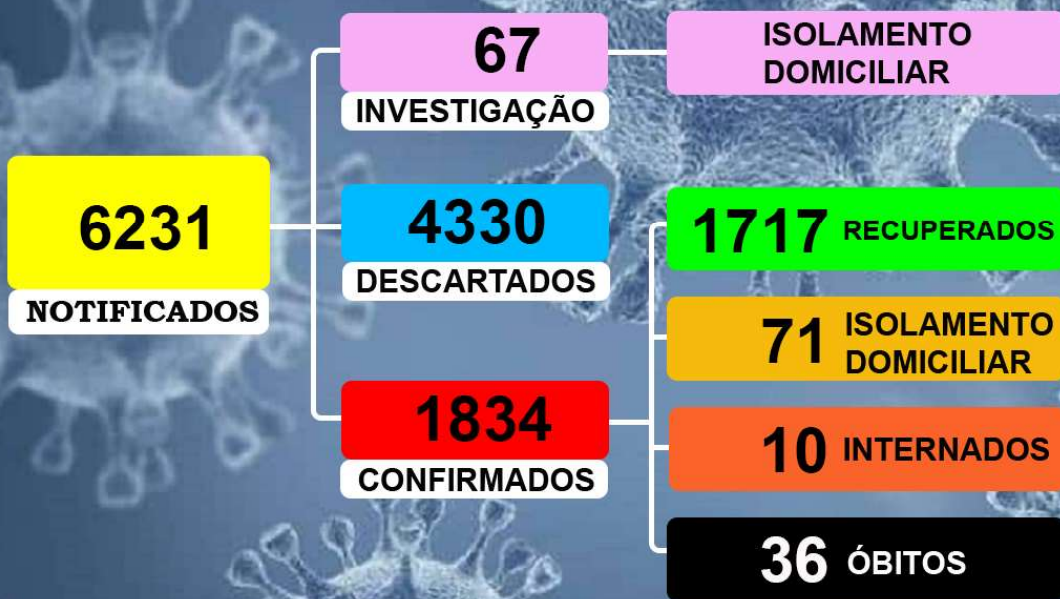 6231
NOTIFICADOS
67
INVESTIGAÇÃO
ISOLAMENTO
DOMICILIAR
4330
DESCARTADOS
1834
CONFIRMADOS
1717 RECUPERADOS
71 ISOLAMENTO
DOMICILIAR
10 INTERNADOS
36 ÓBITOS